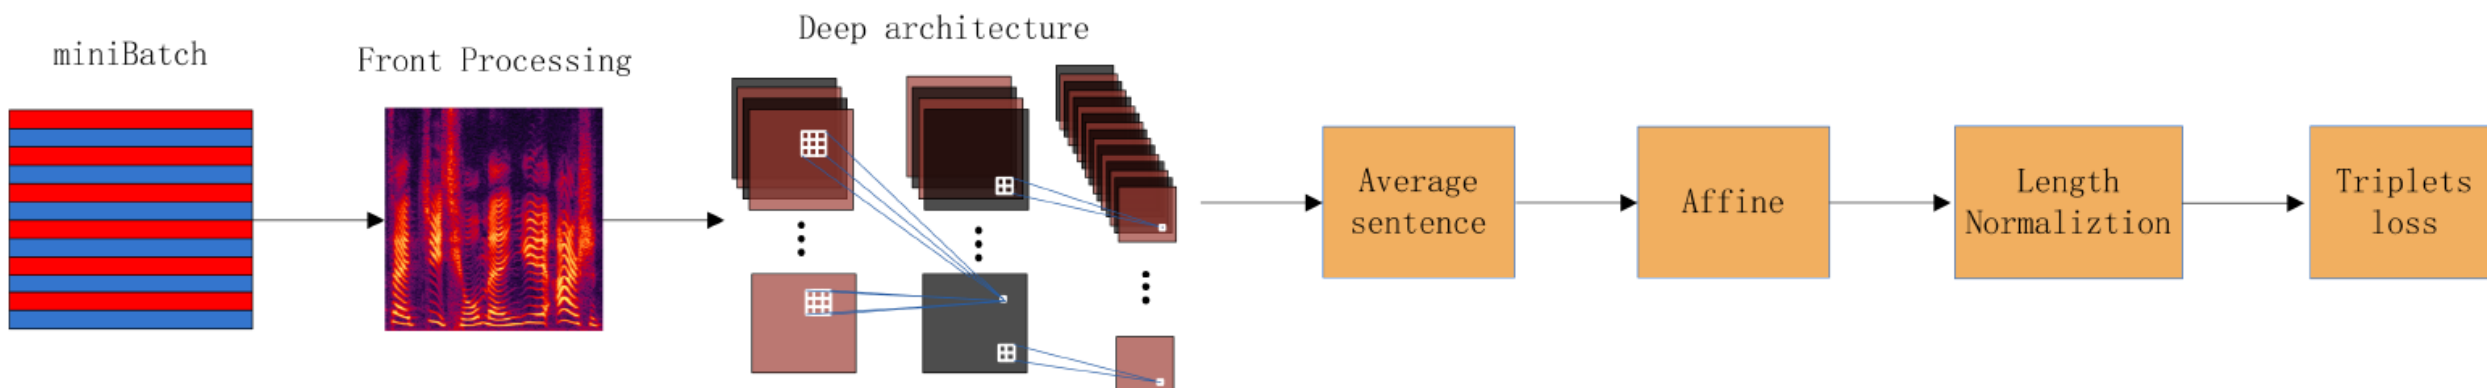 miniBatch
Front Processing
Deep architecture
Average
sentence
Affine
Length
Normaliztion
Triplets
loss